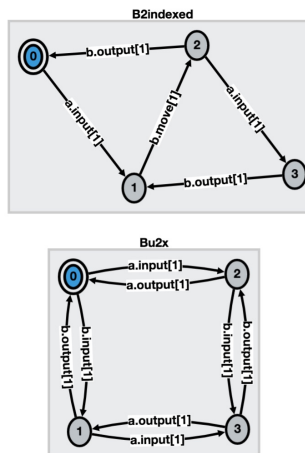 B2indexed
0
b.output[1]
2
a.input[1]
b.move[1]
a.input[1]
1
b.output[1]
3
Bu2x
0
a.input[1]
a.output[1]
2
b.output[1]
b.input[1]
b.input[1]
b.output[1]
1
a.output[1]
a.input[1]
3